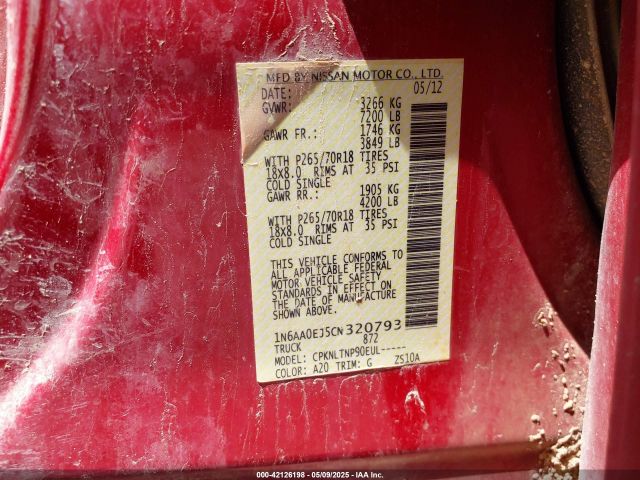 MFD BY NISSAN MOTOR CO., LTD.
DATE: 05/12
GVWR: 3266 KG
7200 LB
GAWR FR.: 1746 KG
3849 LB
WITH P265/70R18 TIRES
18x8.0 RIMS AT 35 PSI
COLD SINGLE
GAWR RR.: 1905 KG
4200 LB
WITH P265/70R18 TIRES
18x8.0 RIMS AT 35 PSI
COLD SINGLE
THIS VEHICLE CONFORMS TO
ALL APPLICABLE FEDERAL
MOTOR VEHICLE SAFETY
STANDARDS IN EFFECT ON
THE DATE OF MANUFACTURE
SHOWN ABOVE.
1N6AA0EJ5CN320793
TRUCK 872
MODEL: CPKNLTNP90EUL-----
COLOR: A20 TRIM: G ZS10A
000-42126198 - 05/09/2025 - IAA Inc.